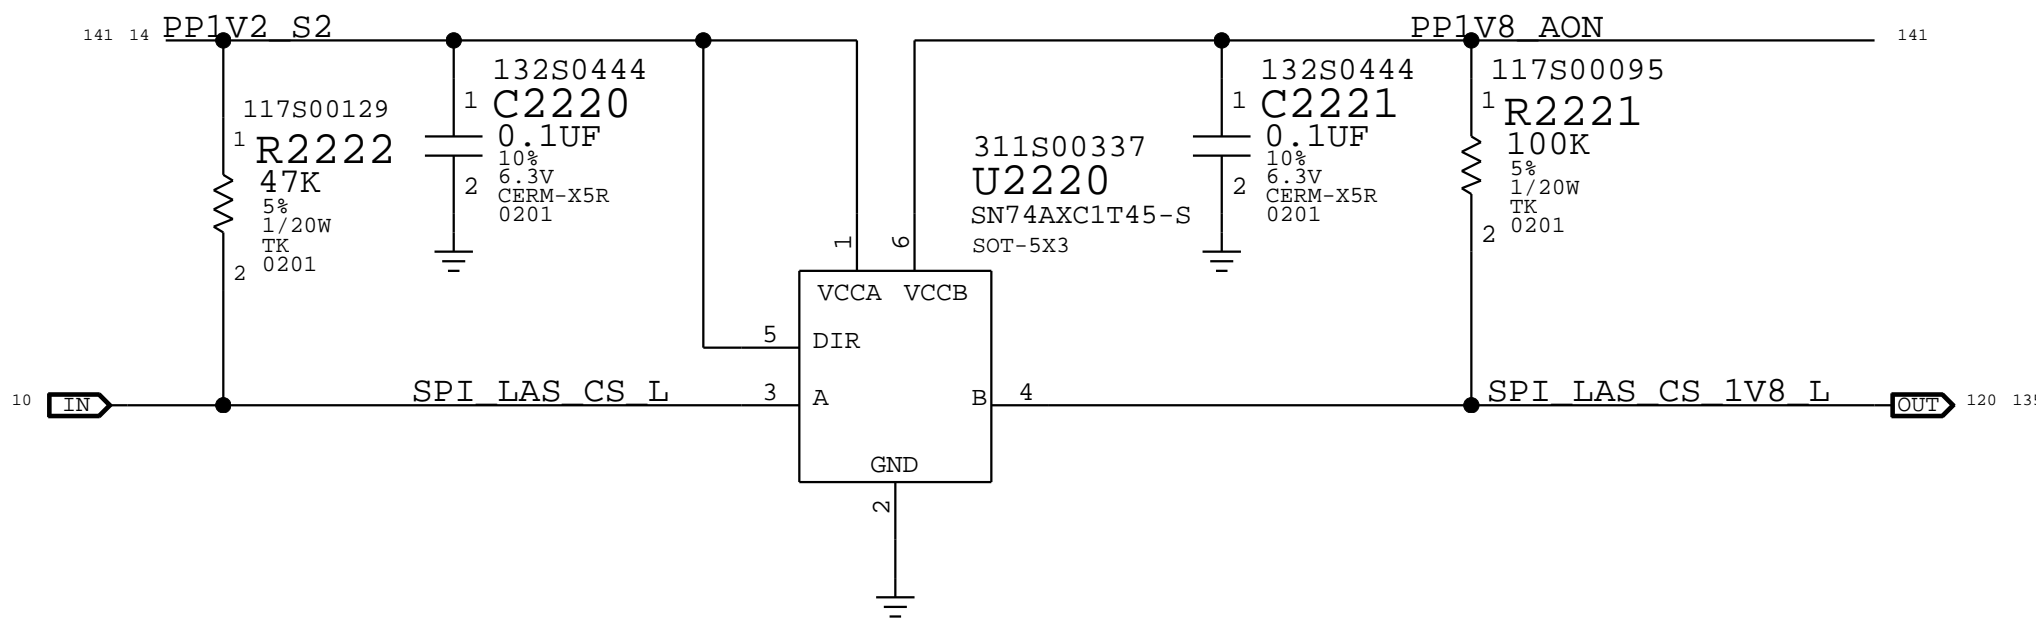 141 14 PP1V2_S2
PP1V8_AON 141
117S00129
1 R2222
47K
5%
1/20W
TK
2 0201
132S0444
1 C2220
0.1UF
10%
2 6.3V
CERM-X5R
0201
311S00337
U2220
SN74AXC1T45-S
SOT-5X3
132S0444
1 C2221
0.1UF
10%
2 6.3V
CERM-X5R
0201
117S00095
1 R2221
100K
5%
1/20W
TK
2 0201
1 6
VCCA VCCB
5 DIR
10 IN SPI_LAS_CS_L 3 A
B 4 SPI_LAS_CS_1V8_L OUT 120
GND
2